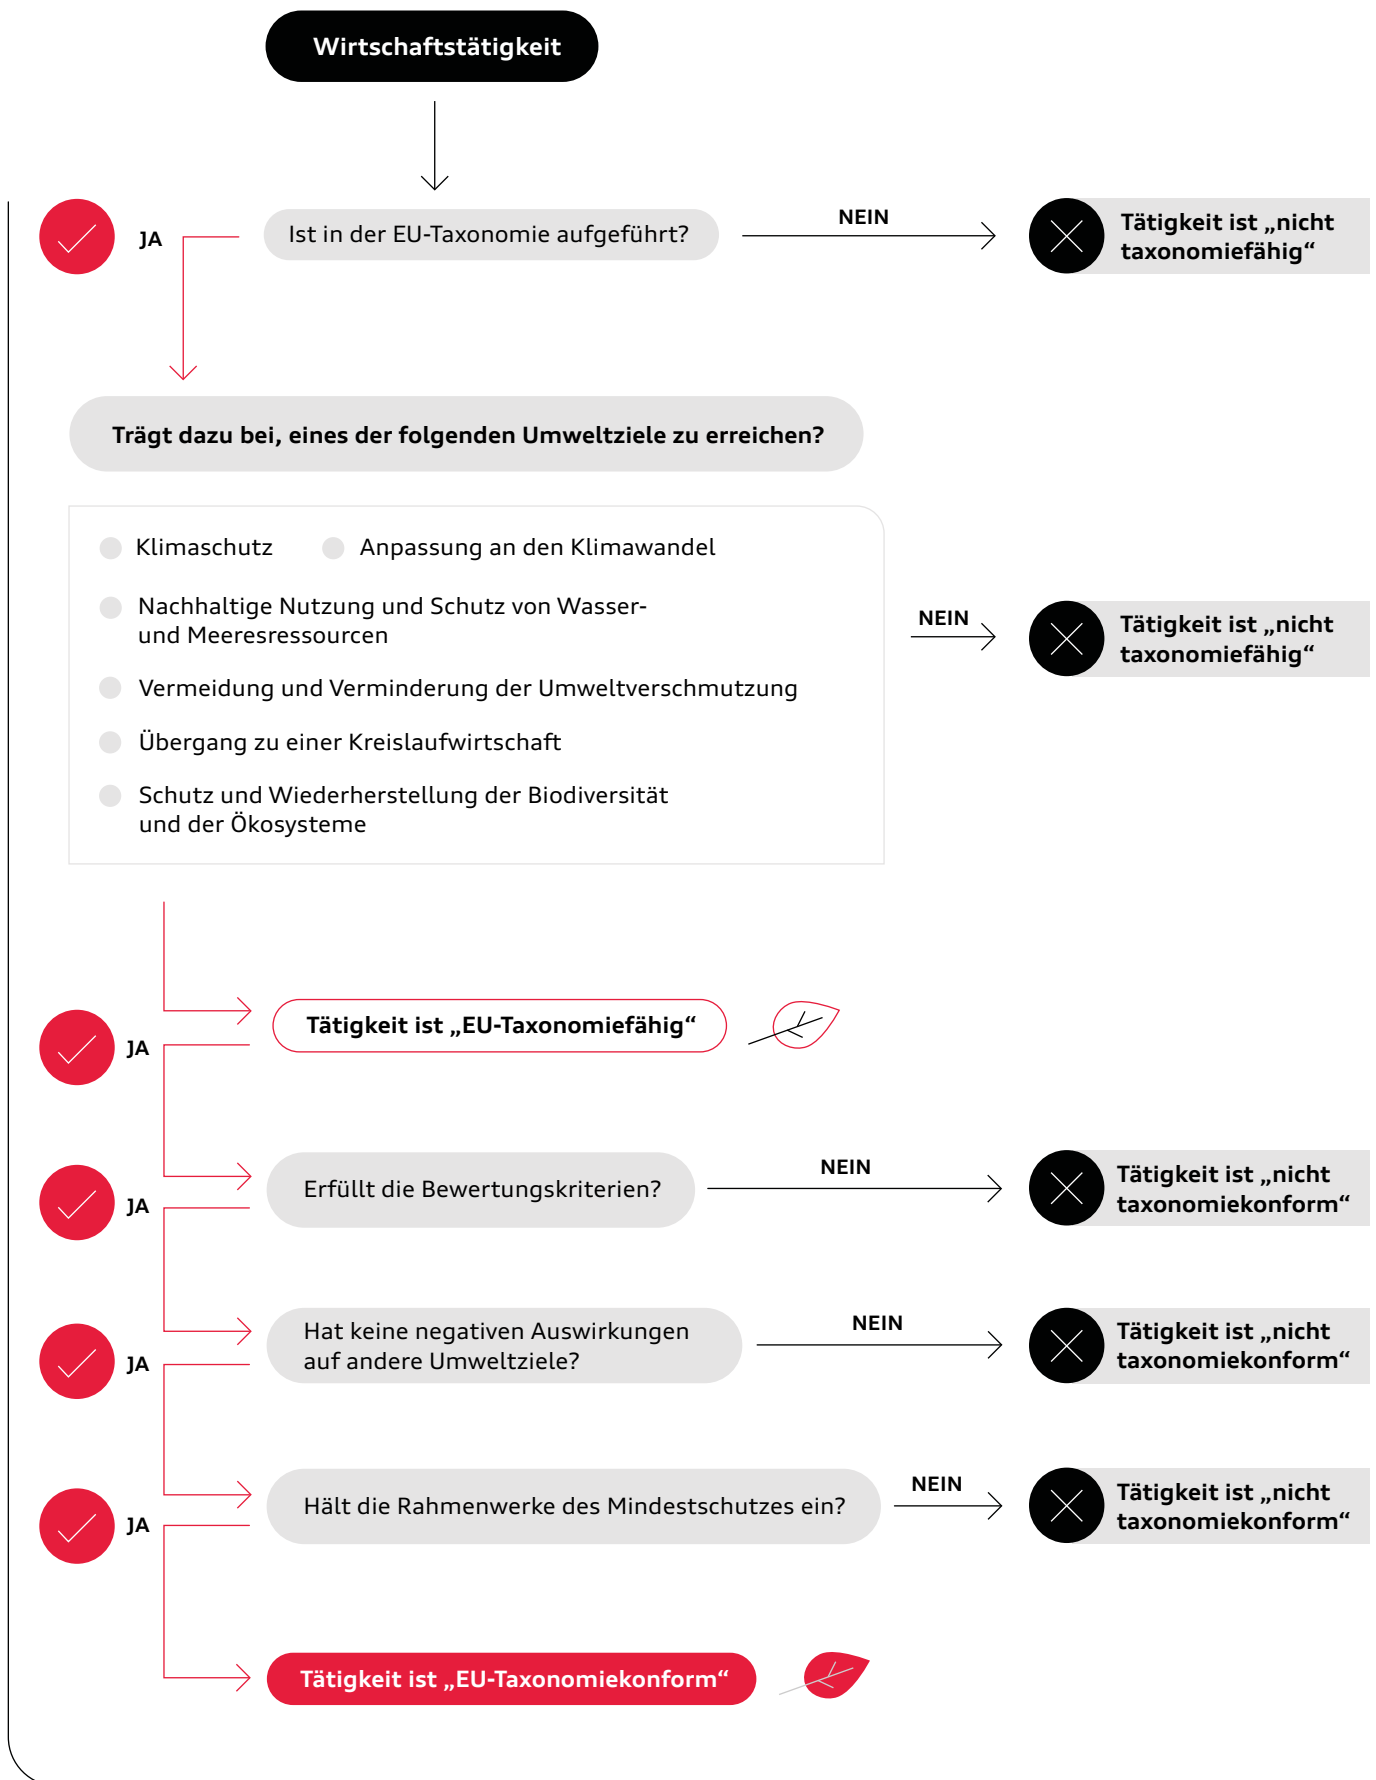 Wirtschaftstätigkeit
JA
Ist in der EU-Taxonomie aufgeführt?
NEIN
Tätigkeit ist „nicht
taxonomiefähig“
Trägt dazu bei, eines der folgenden Umweltziele zu erreichen?
Klimaschutz
Anpassung an den Klimawandel
Nachhaltige Nutzung und Schutz von Wasser-
und Meeresressourcen
Vermeidung und Verminderung der Umweltverschmutzung
Übergang zu einer Kreislaufwirtschaft
Schutz und Wiederherstellung der Biodiversität
und der Ökosysteme
NEIN
Tätigkeit ist „nicht
taxonomiefähig“
JA
Tätigkeit ist „EU-Taxonomiefähig“
JA
Erfüllt die Bewertungskriterien?
NEIN
Tätigkeit ist „nicht
taxonomiekonform“
JA
Hat keine negativen Auswirkungen
auf andere Umweltziele?
NEIN
Tätigkeit ist „nicht
taxonomiekonform“
JA
Hält die Rahmenwerke des Mindestschutzes ein?
NEIN
Tätigkeit ist „nicht
taxonomiekonform“
Tätigkeit ist „EU-Taxonomiekonform“